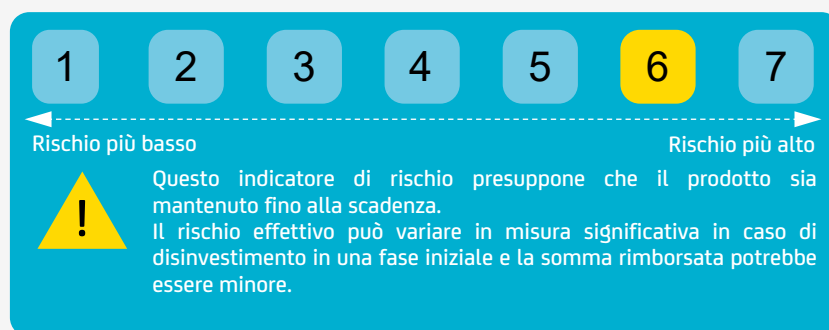 1 2 3 4 5 6 7
Rischio più basso Rischio più alto
!
Questo indicatore di rischio presuppone che il prodotto sia
mantenuto fino alla scadenza.
Il rischio effettivo può variare in misura significativa in caso di
disinvestimento in una fase iniziale e la somma rimborsata potrebbe
essere minore.